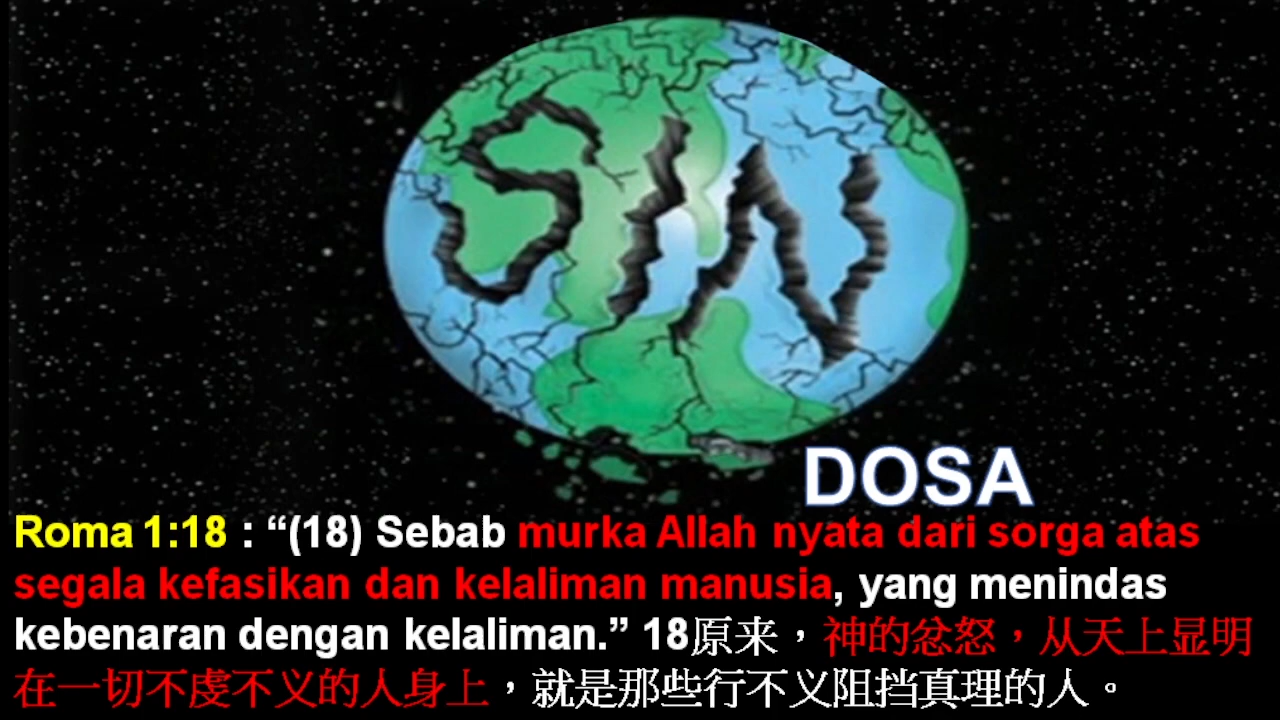 SIN
DOSA
Roma 1:18 : “(18) Sebab murka Allah nyata dari sorga atas
segala kefasikan dan kelaliman manusia, yang menindas
kebenaran dengan kelaliman.” 18原来，神的忿怒，从天上显明
在一切不虔不义的人身上，就是那些行不义阻挡真理的人。